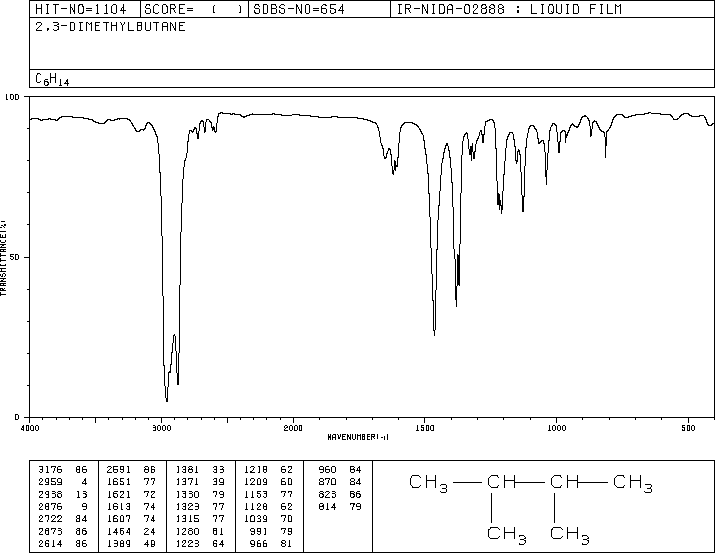 HIT-NO=1104 SCORE= ( ) SDBS-NO=654 IR-NIDA-02888 : LIQUID FILM
2,3-DIMETHYLBUTANE
C6H14
100
50
0
TRANSMITTANCE(%)
4000 3000 2000 1500 1000 500
WAVENUMBER(-1)
3176 86 2591 86 1381 33 1218 62 960 84
2959 4 1651 77 1371 39 1209 60 870 84
2938 13 1621 72 1330 79 1153 77 823 86
2876 9 1613 74 1323 77 1128 62 814 79
2722 84 1607 74 1315 77 1039 70
2673 86 1464 24 1280 81 991 79
2614 86 1389 49 1223 64 966 81
CH3 CH CH CH3
CH3 CH3